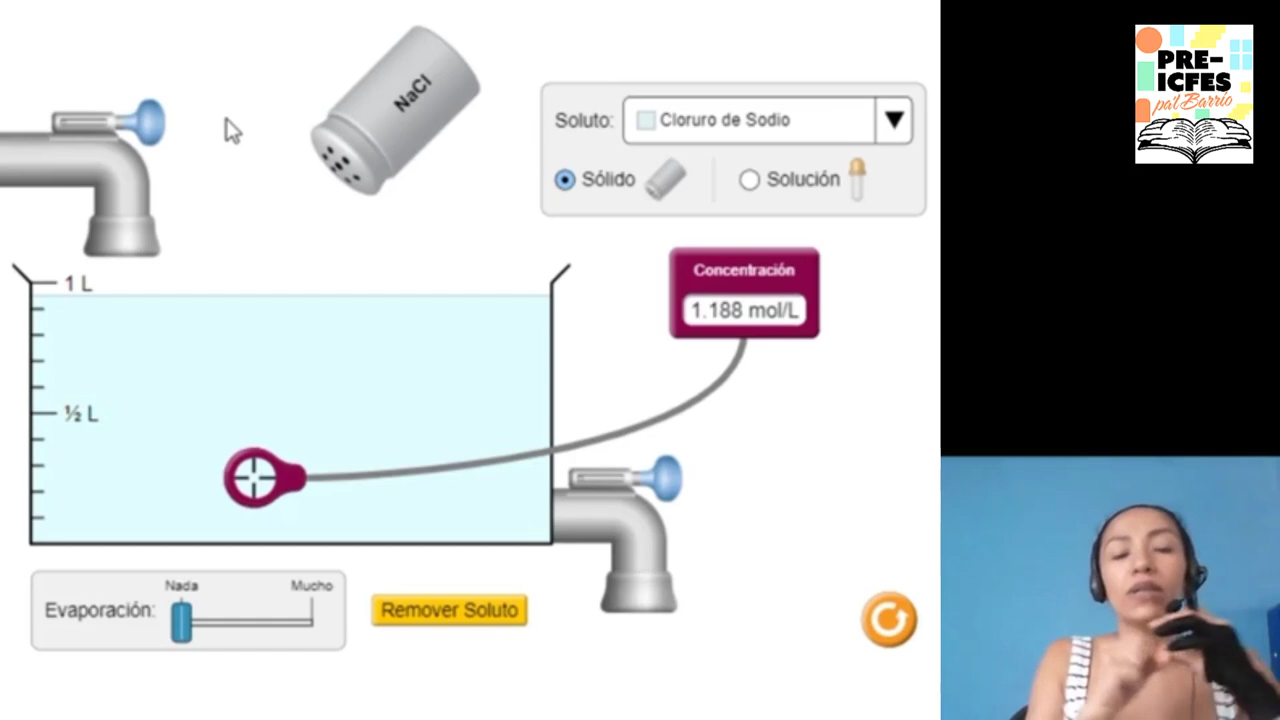 NaCl
Soluto:
Cloruro de Sodio
Sólido
Solución
PRE-
ICFES
pa'l Barrio
1 L
½ L
Concentración
1.188 mol/L
Evaporación:
Nada
Mucho
Remover Soluto